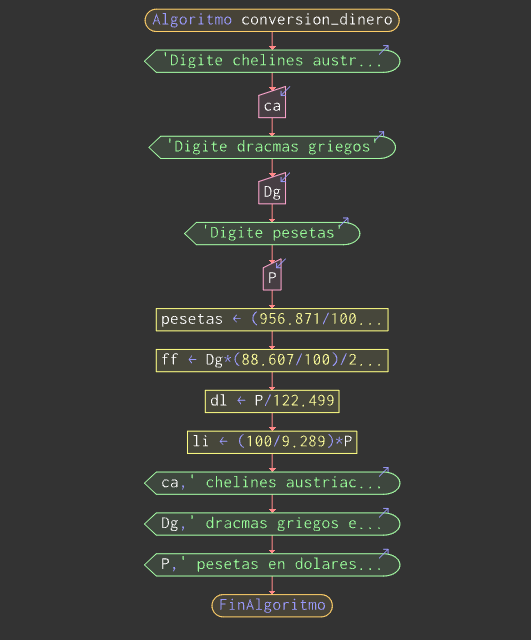 Algoritmo conversion_dinero
'Digite chelines austr...
ca
'Digite dracmas griegos'
Dg
'Digite pesetas'
P
pesetas ← (956.871/100...
ff ← Dg*(88.607/100)/2...
dl ← P/122.499
li ← (100/9.289)*P
ca,' chelines austriac...
Dg,' dracmas griegos e...
P,' pesetas en dolares...
FinAlgoritmo